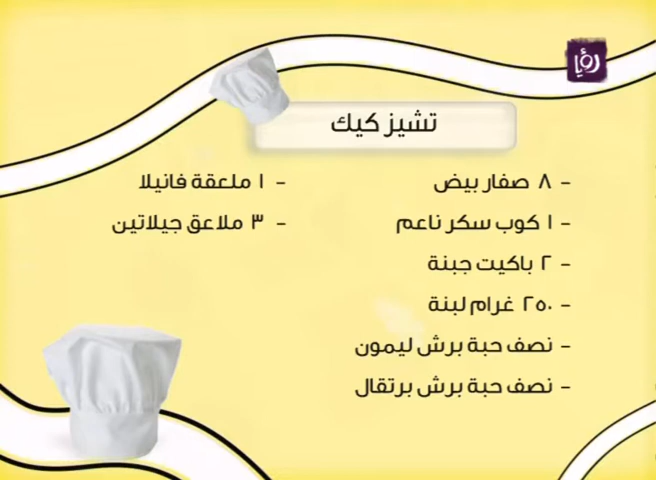 رؤيا
تشيز كيك
- ٨ صفار بيض
- ١ كوب سكر ناعم
- ٢ باكيت جبنة
- ٢٥٠ غرام لبنة
- نصف حبة برش ليمون
- نصف حبة برش برتقال
- ١ ملعقة فانيلا
- ٣ ملاعق جيلاتين